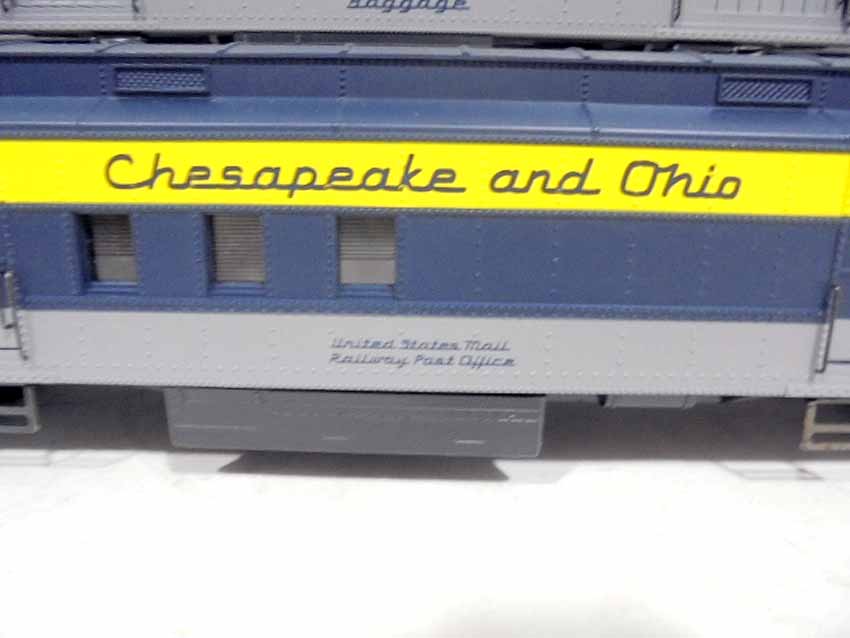 Baggage
Chesapeake and Ohio
United States Mail
Railway Post Office